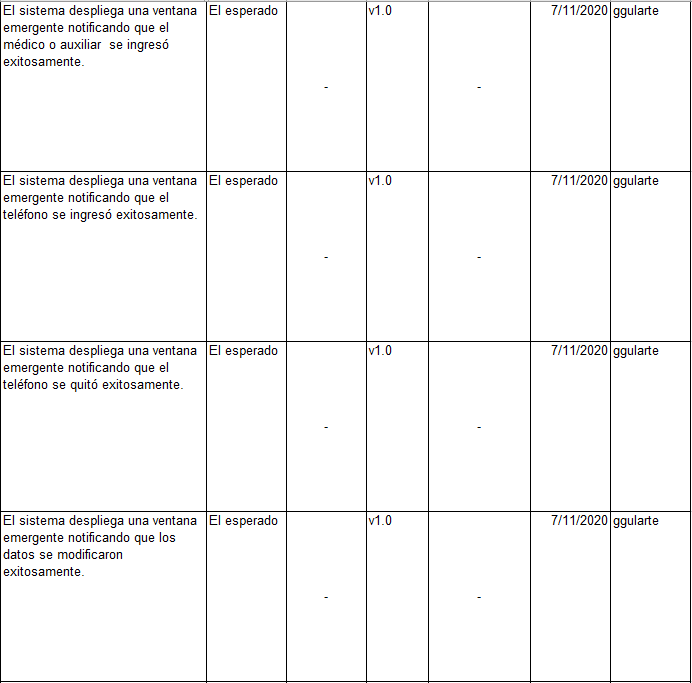 El sistema despliega una ventana
emergente notificando que el
médico o auxiliar  se ingresó
exitosamente.
El esperado
-
v1.0
-
7/11/2020
ggularte
El sistema despliega una ventana
emergente notificando que el
teléfono se ingresó exitosamente.
El esperado
-
v1.0
-
7/11/2020
ggularte
El sistema despliega una ventana
emergente notificando que el
teléfono se quitó exitosamente.
El esperado
-
v1.0
-
7/11/2020
ggularte
El sistema despliega una ventana
emergente notificando que los
datos se modificaron
exitosamente.
El esperado
-
v1.0
-
7/11/2020
ggularte